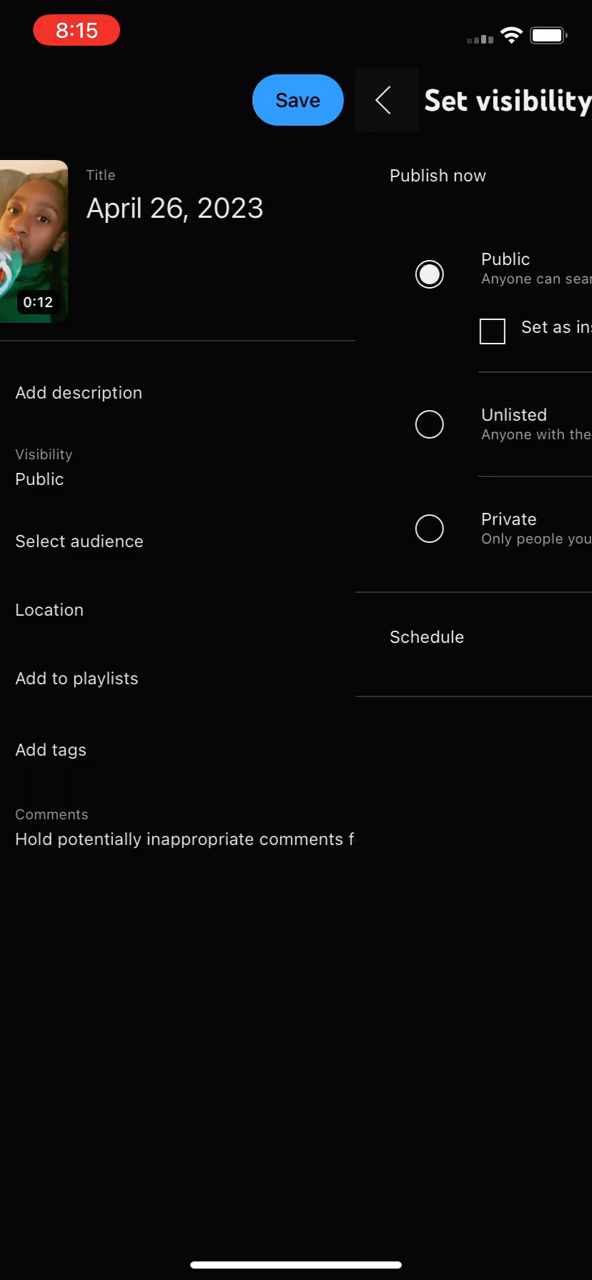 8:15
Save
Set visibility
Title
April 26, 2023
0:12
Add description
Visibility
Public
Select audience
Location
Add to playlists
Add tags
Comments
Hold potentially inappropriate comments f
Publish now
Public
Anyone can sear
Set as ins
Unlisted
Anyone with the
Private
Only people you
Schedule